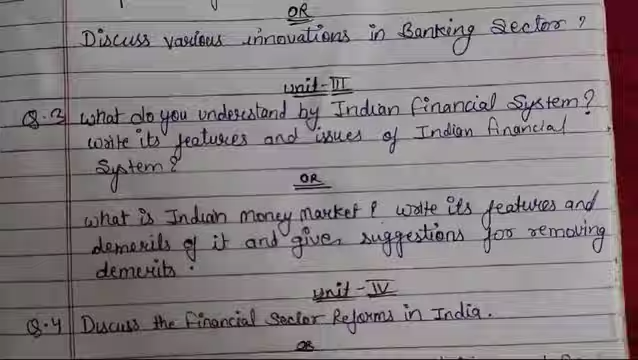 OR
Discuss various innovations in Banking Sector?
Unit-III
Q.3 What do you understand by Indian Financial System?
write its features and issues of Indian financial
System?
OR
What is Indian Money Market? write its features and
demerits of it and given suggestions for removing
demerits.
Unit-IV
Q.4 Discuss the Financial Sector Reforms in India.
OR